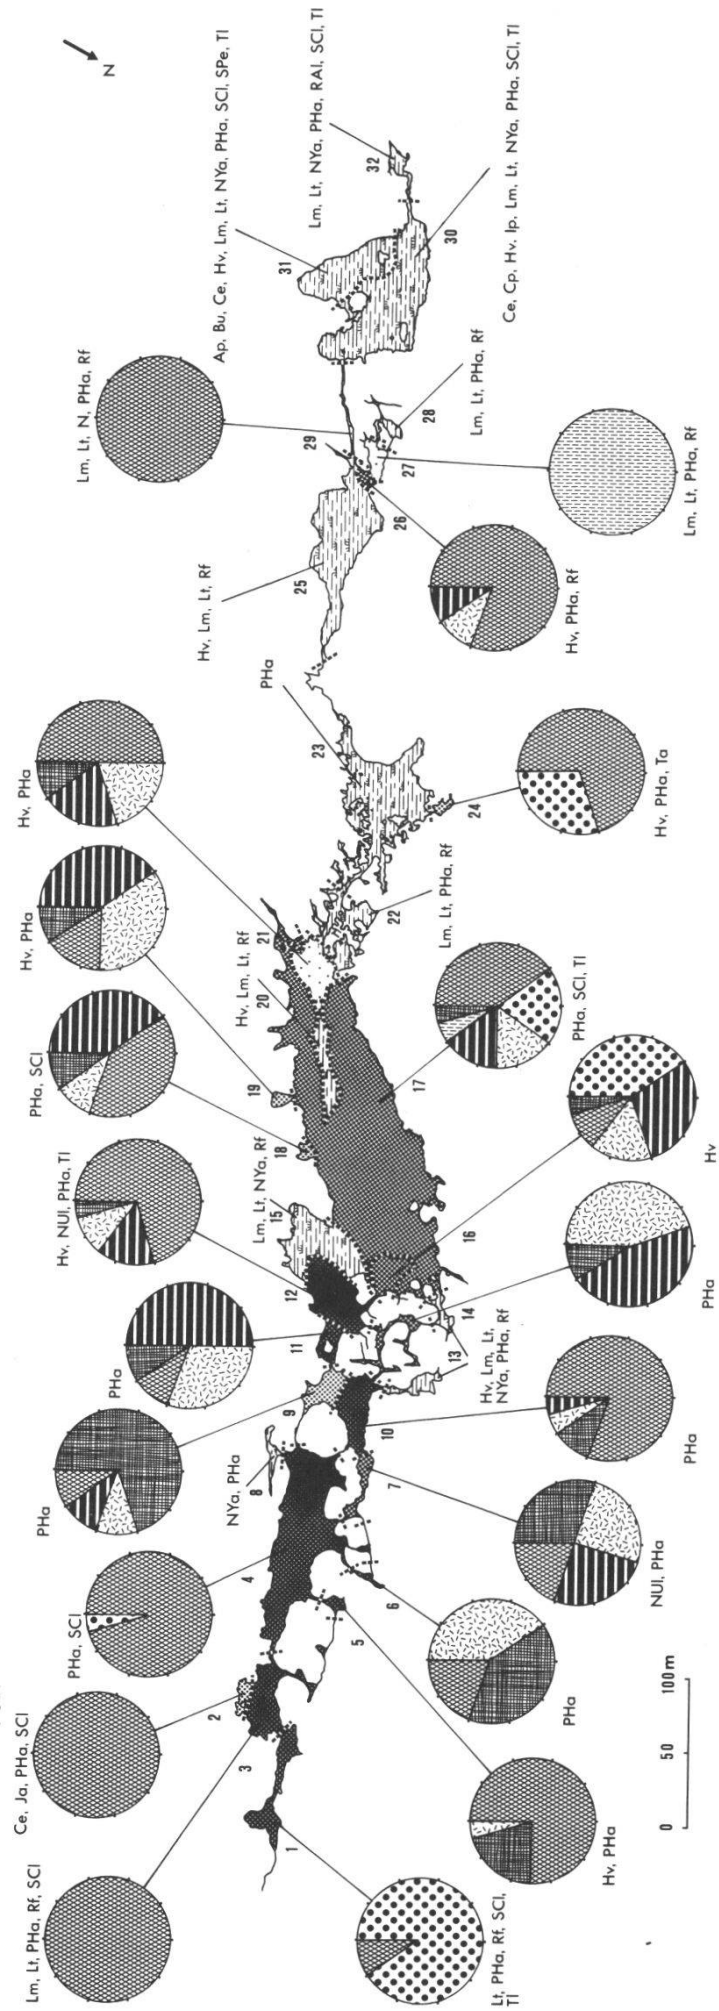 N
Lm, Lt, PHa, Rf, SCl
Ce, Ja, PHa, SCl
PHa, SCl
PHa
PHa
Hv, NUl, PHa, Tl
PHa, SCl
Hv, PHa
Hv, PHa
PHa
Hv, Lm, Lt, Rf
Lm, Lt, N, PHa, Rf
Ap, Bu, Ce, Hv, Lm, Lt, NYa, PHa, SCl, SPe, Tl
Lm, Lt, NYa, PHa, RAl, SCl, Tl
NYa, PHa
Lm, Lt, NYa, Rf
Hv, Lm, Lt, Rf
1
2
3
4
5
6
7
8
9
10
11
12
13
14
15
16
17
18
19
20
21
22
23
24
25
26
27
28
29
30
31
32
Hv, Lm, Lt,
NYa, PHa, Rf
Lm, Lt, PHa, Rf
Lm, Lt, PHa, Rf
Ce, Cp, Hv, Ip, Lm, Lt, NYa, PHa, SCl, Tl
Lt, PHa, Rf, SCl,
Tl
Hv, PHa
PHa
NUl, PHa
PHa
PHa
Hv
PHa, SCl, Tl
Hv, PHa, Ta
Hv, PHa, Rf
Lm, Lt, PHa, Rf
0 50 100m